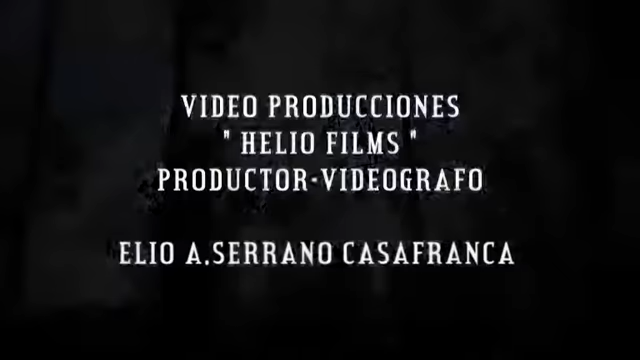 VIDEO PRODUCCIONES
" HELIO FILMS "
PRODUCTOR-VIDEOGRAFO
ELIO A,SERRANO CASAFRANCA